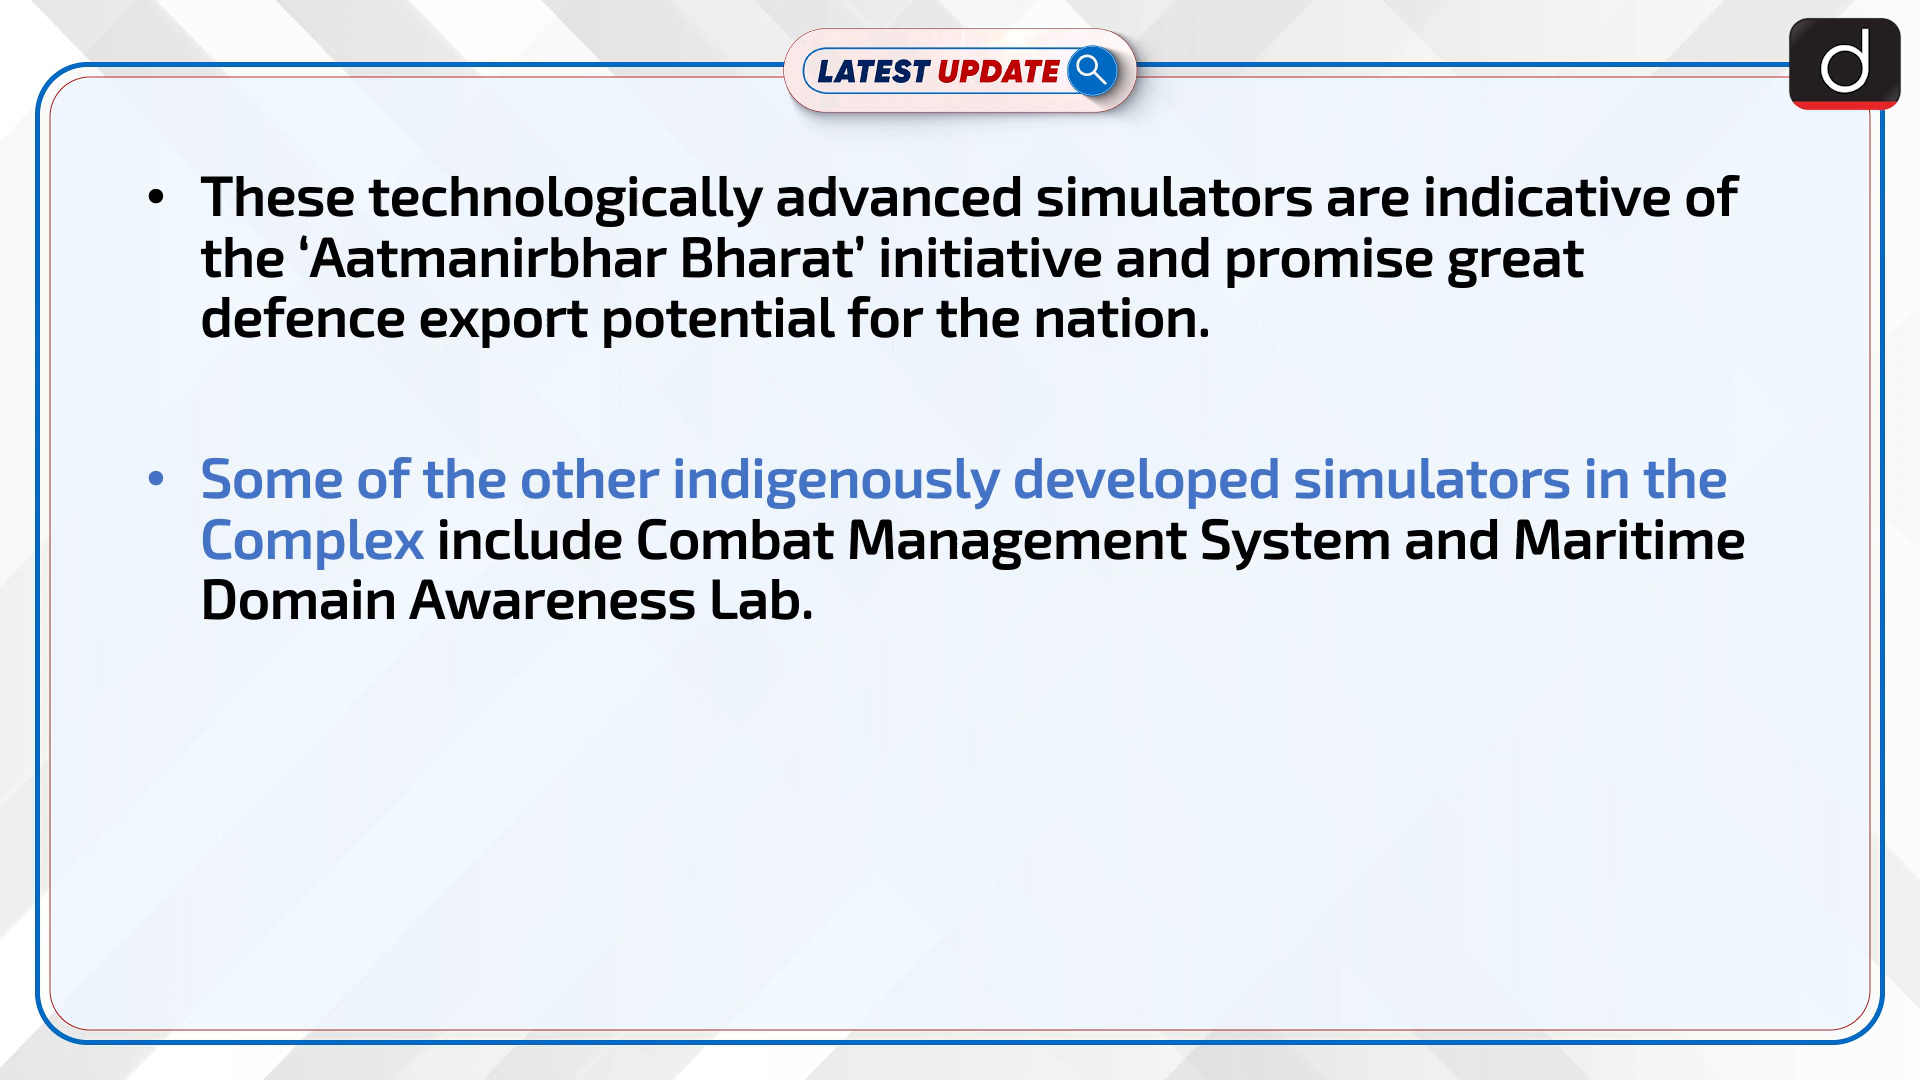 LATEST UPDATE
d
• These technologically advanced simulators are indicative of
the ‘Aatmanirbhar Bharat’ initiative and promise great
defence export potential for the nation.
• Some of the other indigenously developed simulators in the
Complex include Combat Management System and Maritime
Domain Awareness Lab.